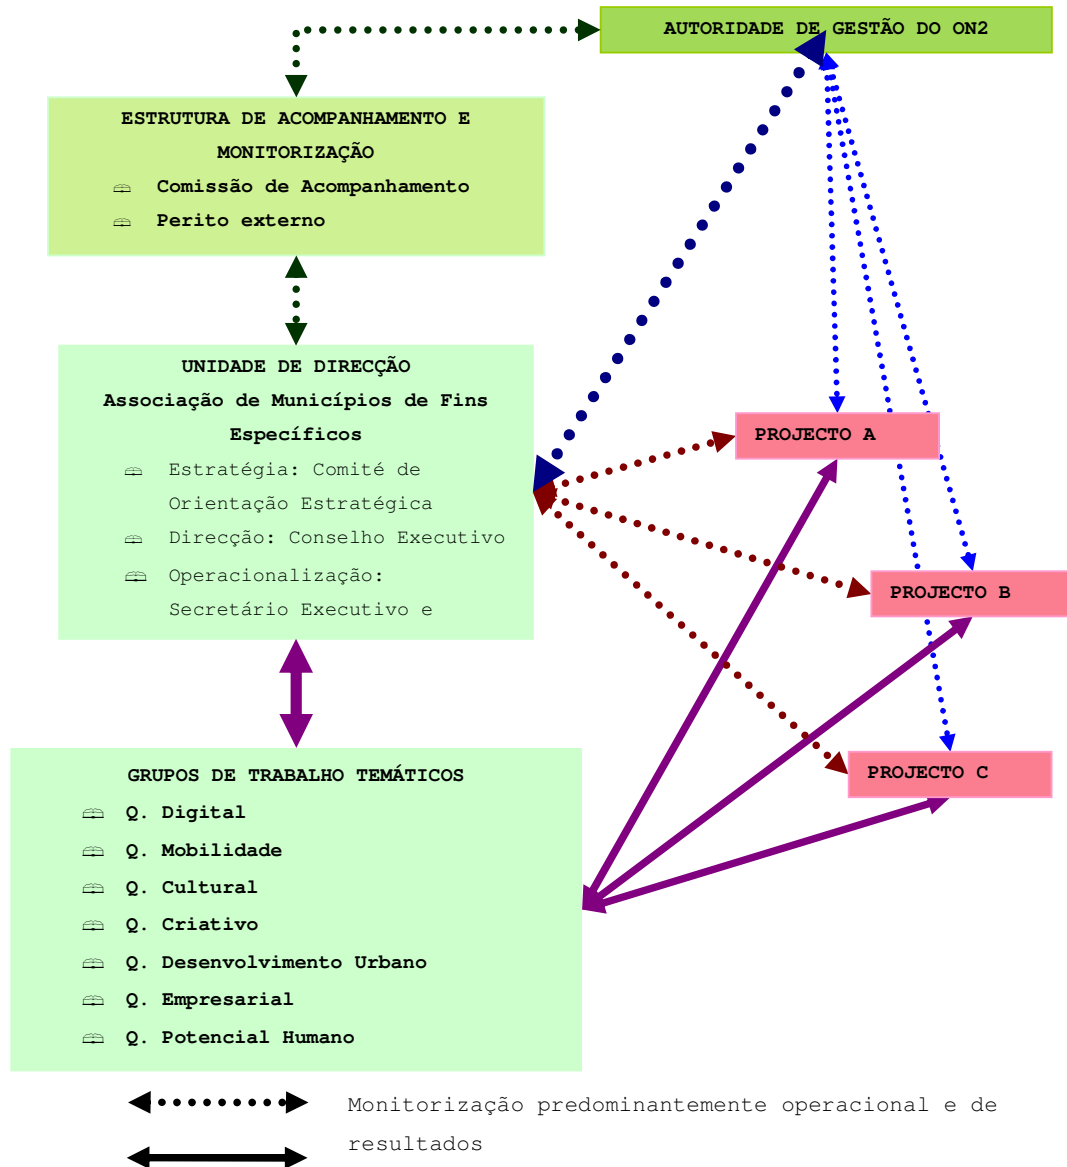 AUTORIDADE DE GESTÃO DO ON2
ESTRUTURA DE ACOMPANHAMENTO E
MONITORIZAÇÃO
Comissão de Acompanhamento
Perito externo
UNIDADE DE DIRECÇÃO
Associação de Municípios de Fins
Específicos
Estratégia: Comité de
Orientação Estratégica
Direcção: Conselho Executivo
Operacionalização:
Secretário Executivo e
PROJECTO A
PROJECTO B
PROJECTO C
GRUPOS DE TRABALHO TEMÁTICOS
Q. Digital
Q. Mobilidade
Q. Cultural
Q. Criativo
Q. Desenvolvimento Urbano
Q. Empresarial
Q. Potencial Humano
Monitorização predominantemente operacional e de
resultados